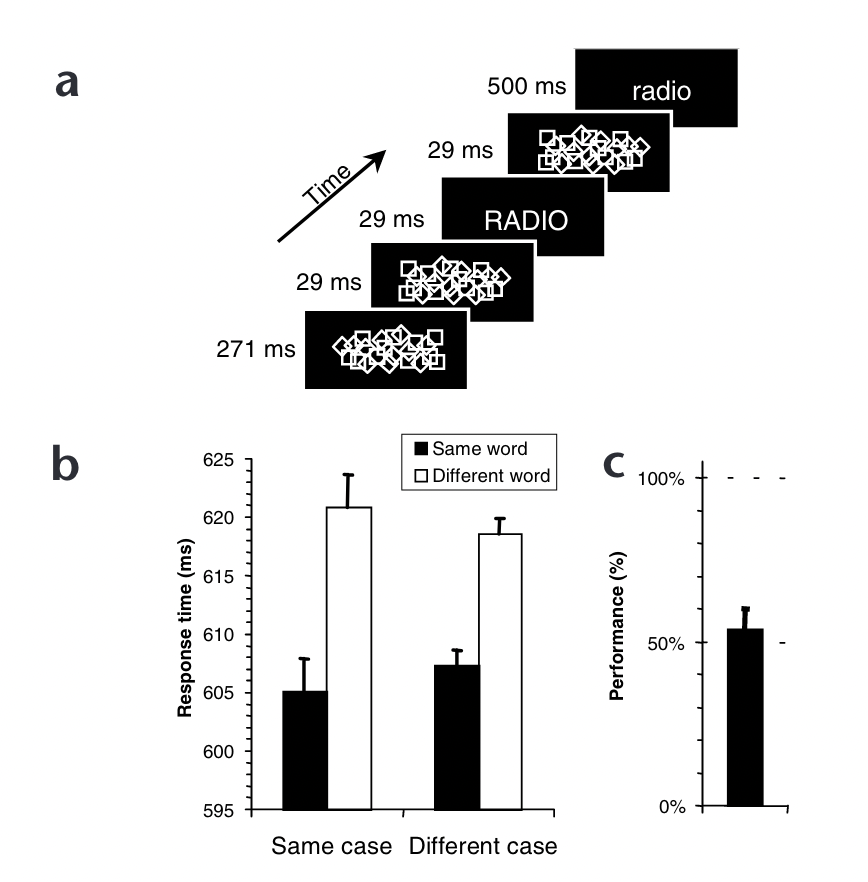 a
500 ms
radio
29 ms
Time
29 ms
RADIO
29 ms
271 ms
b
Same word
Different word
Response time (ms)
625
620
615
610
605
600
595
Same case Different case
c
100%
50%
0%
Performance (%)